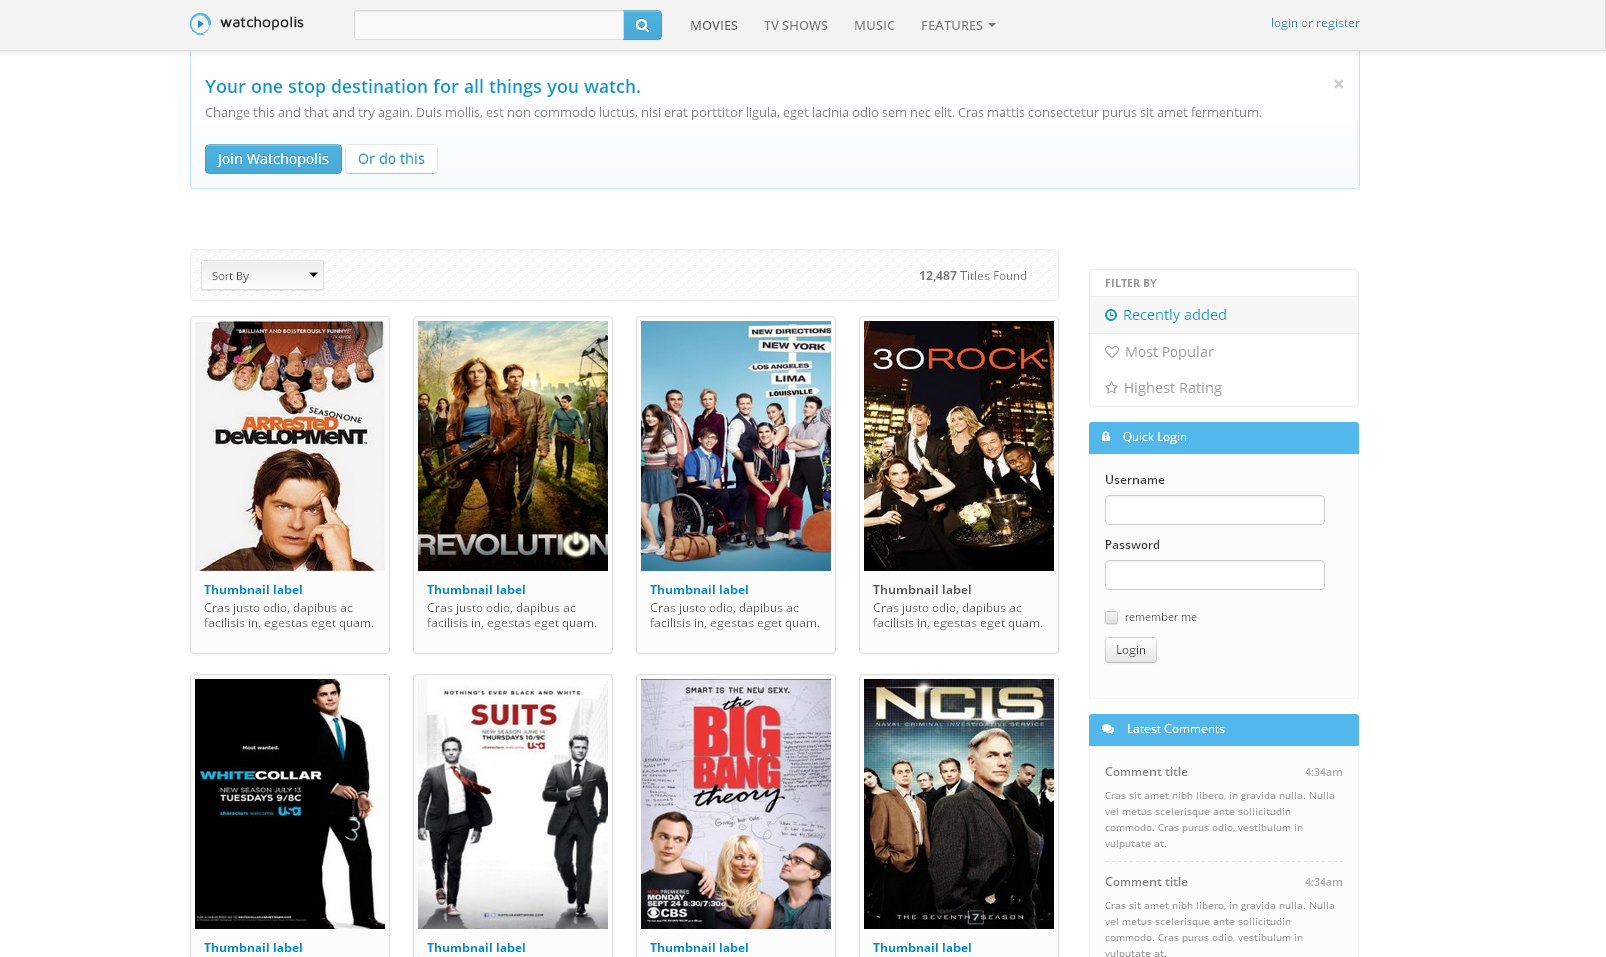 watchopolis
MOVIES
TV SHOWS
MUSIC
FEATURES
login or register
Your one stop destination for all things you watch.
×
Change this and that and try again. Duis mollis, est non commodo luctus, nisi erat porttitor ligula, eget lacinia odio sem nec elit. Cras mattis consectetur purus sit amet fermentum.
Join Watchopolis
Or do this
Sort By
12,487 Titles Found
"BRILLIANT AND BOISTEROUSLY FUNNY!"
SEASON ONE
ARRESTED
DEVELOPMENT
Thumbnail label
Cras justo odio, dapibus ac
facilisis in, egestas eget quam.
REVOLUTION
Thumbnail label
Cras justo odio, dapibus ac
facilisis in, egestas eget quam.
NEW DIRECTIONS
NEW YORK
LOS ANGELES
LIMA
LOUISVILLE
Thumbnail label
Cras justo odio, dapibus ac
facilisis in, egestas eget quam.
30 ROCK
Thumbnail label
Cras justo odio, dapibus ac
facilisis in, egestas eget quam.
Most wanted.
WHITECOLLAR
NEW SEASON JULY 13
TUESDAYS 9/8C
characters welcome. usa
Thumbnail label
NOTHING'S EVER BLACK AND WHITE.
SUITS
NEW SEASON JUNE 14
THURSDAYS 10/9C
characters welcome. usa
Thumbnail label
SMART IS THE NEW SEXY.
the
BIG
BANG
theory
NEW PREMIERES
MONDAY
SEPT 24 8:30/7:30c
CBS
Thumbnail label
NCIS
NAVAL CRIMINAL INVESTIGATIVE SERVICE
THE SEVENTH 7 SEASON
Thumbnail label
FILTER BY
Recently added
Most Popular
Highest Rating
Quick Login
Username
Password
remember me
Login
Latest Comments
Comment title
4:34am
Cras sit amet nibh libero, in gravida nulla. Nulla
vel metus scelerisque ante sollicitudin
commodo. Cras purus odio, vestibulum in
vulputate at.
Comment title
4:34am
Cras sit amet nibh libero, in gravida nulla. Nulla
vel metus scelerisque ante sollicitudin
commodo. Cras purus odio, vestibulum in
vulputate at.